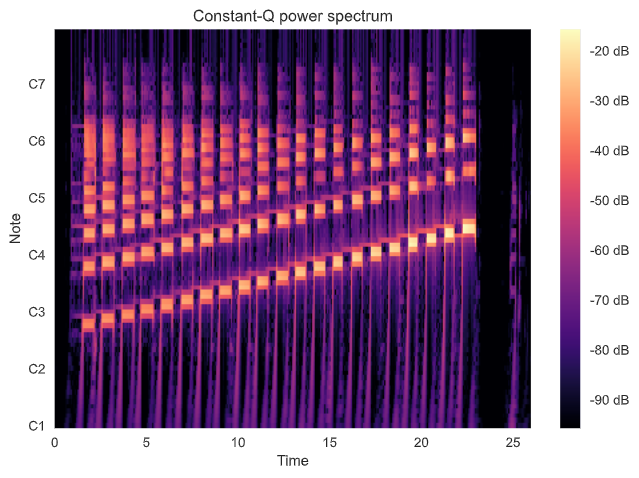 Constant-Q power spectrum
Note
C7
C6
C5
C4
C3
C2
C1
0 5 10 15 20 25
Time
-20 dB
-30 dB
-40 dB
-50 dB
-60 dB
-70 dB
-80 dB
-90 dB